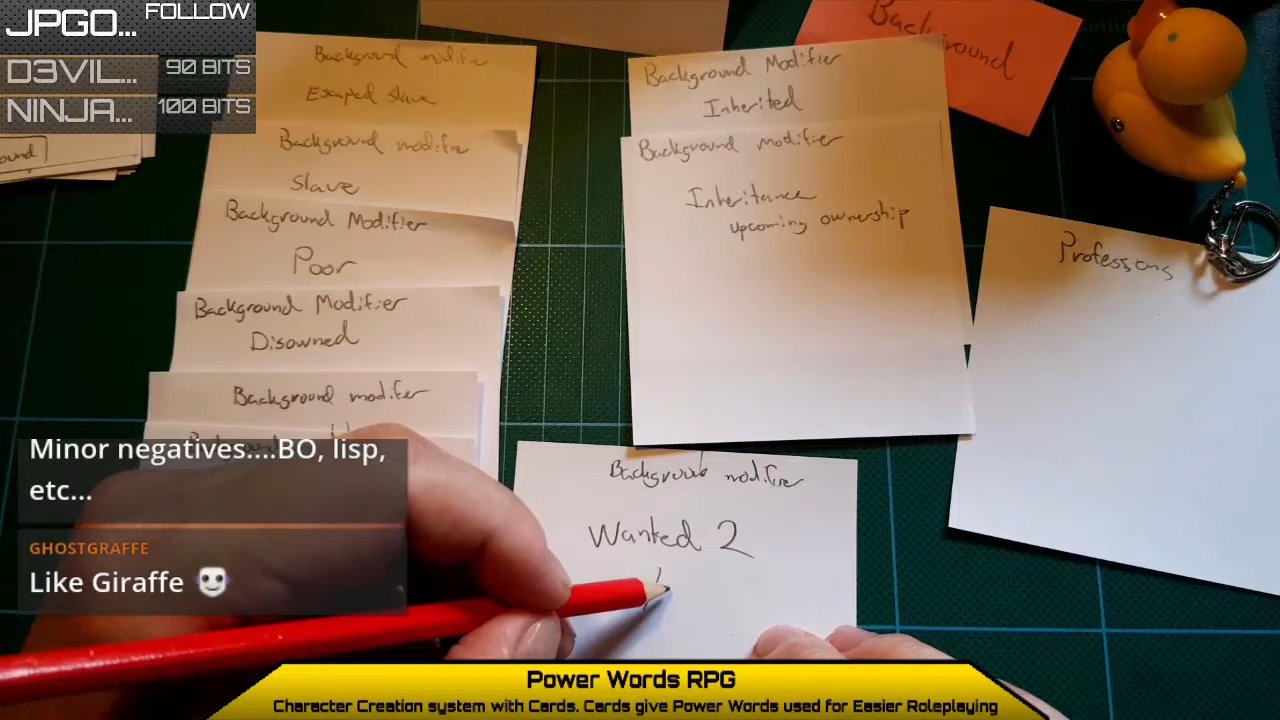 JPGO... FOLLOW
D3VIL... 90 BITS
NINJA... 100 BITS
Background modifier
Escaped slave
Background modifier
Slave
Background Modifier
Poor
Background Modifier
Disowned
Background modifer
Background Modifier
Inherited
Background Modifier
Inheritance
upcoming ownership
Background
Professions
Background modifier
Wanted 2
Minor negatives....BO, lisp,
etc...
GHOSTGRAFFE
Like Giraffe
Power Words RPG
Character Creation system with Cards. Cards give Power Words used for Easier Roleplaying